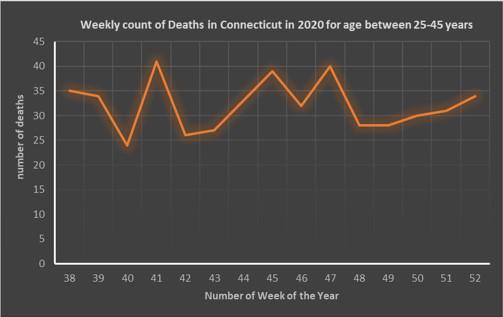 Weekly count of Deaths in Connecticut in 2020 for age between 25-45 years
number of deaths
45
40
35
30
25
20
15
10
5
0
38 39 40 41 42 43 44 45 46 47 48 49 50 51 52
Number of Week of the Year